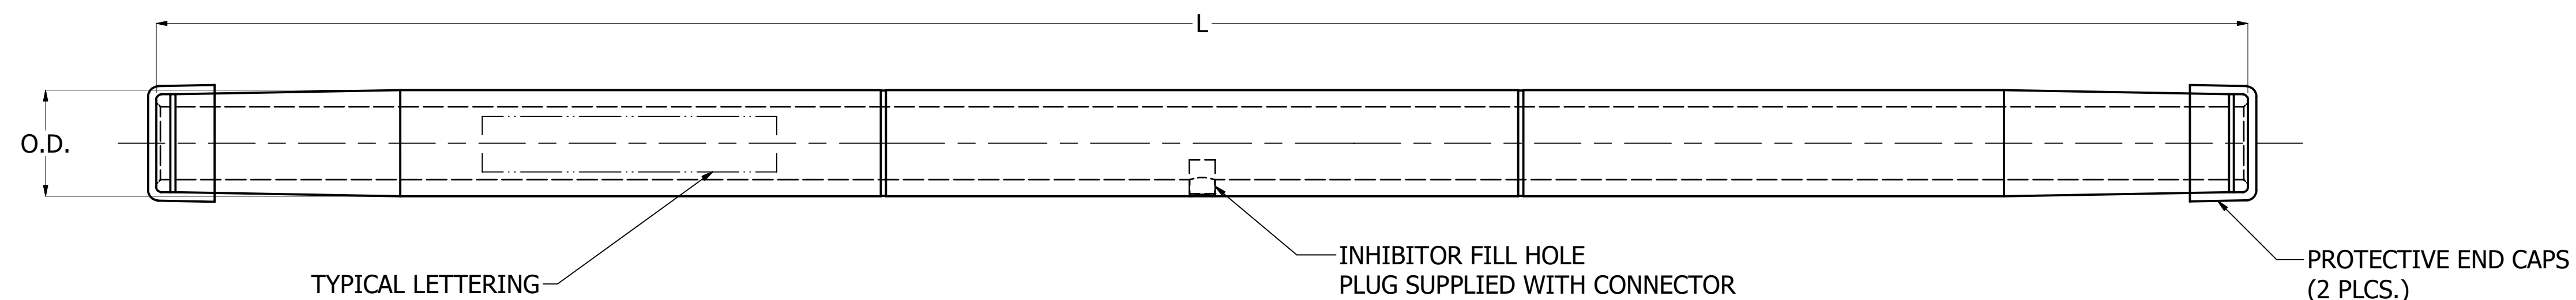 L
O.D.
TYPICAL LETTERING
INHIBITOR FILL HOLE
PLUG SUPPLIED WITH CONNECTOR
PROTECTIVE END CAPS
(2 PLCS.)